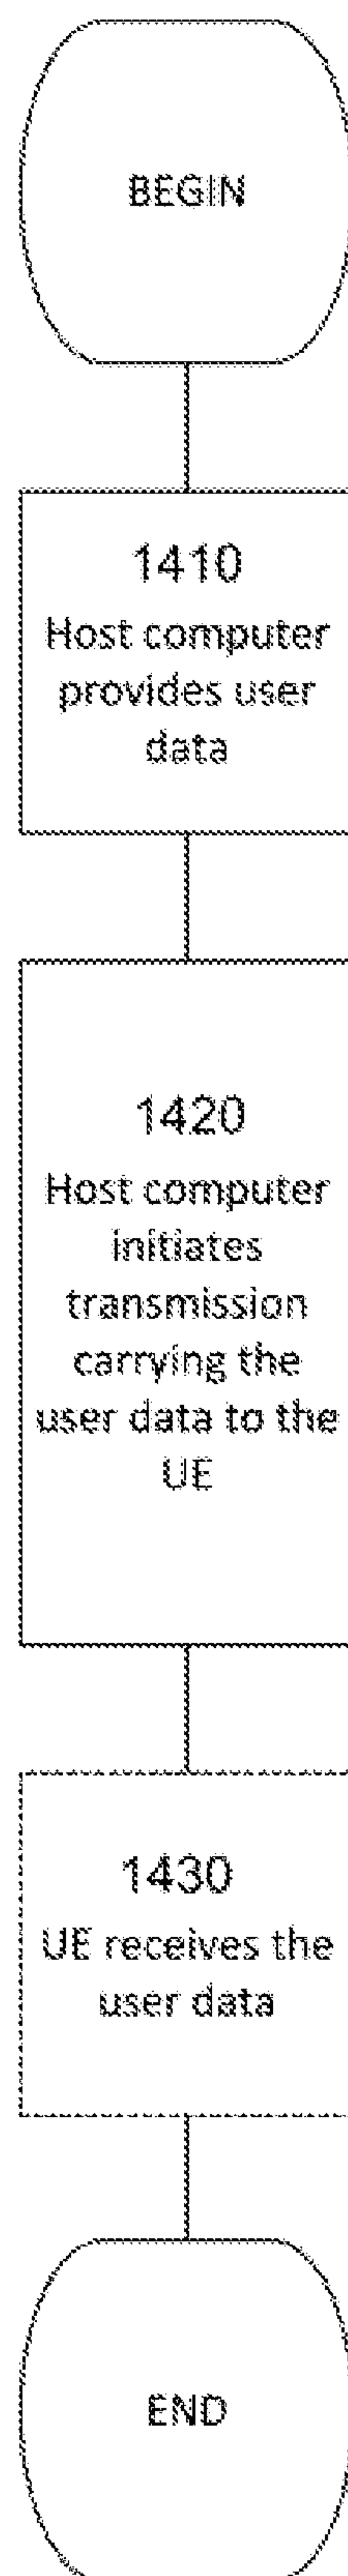 BEGIN
1410
Host computer
provides user
data
1420
Host computer
initiates
transmission
carrying the
user data to the
UE
1430
UE receives the
user data
END